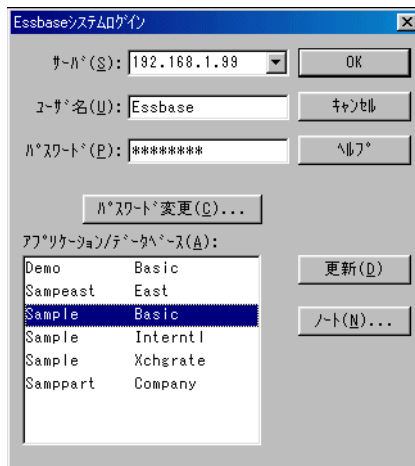 Essbaseｼｽﾃﾑﾛｸﾞｲﾝ
ｻｰﾊﾞ(S): 192.168.1.99 OK
ﾕｰｻﾞ名(U): Essbase ｷｬﾝｾﾙ
ﾊﾟｽﾜｰﾄﾞ(P): ******** ﾍﾙﾌﾟ
ﾊﾟｽﾜｰﾄﾞ変更(C)...
ｱﾌﾟﾘｹｰｼｮﾝ/ﾃﾞｰﾀﾍﾞｰｽ(A):
Demo Basic 更新(D)
Sampeast East
Sample Basic ﾉｰﾄ(N)...
Sample Interntl
Sample Xchgrate
Samppart Company